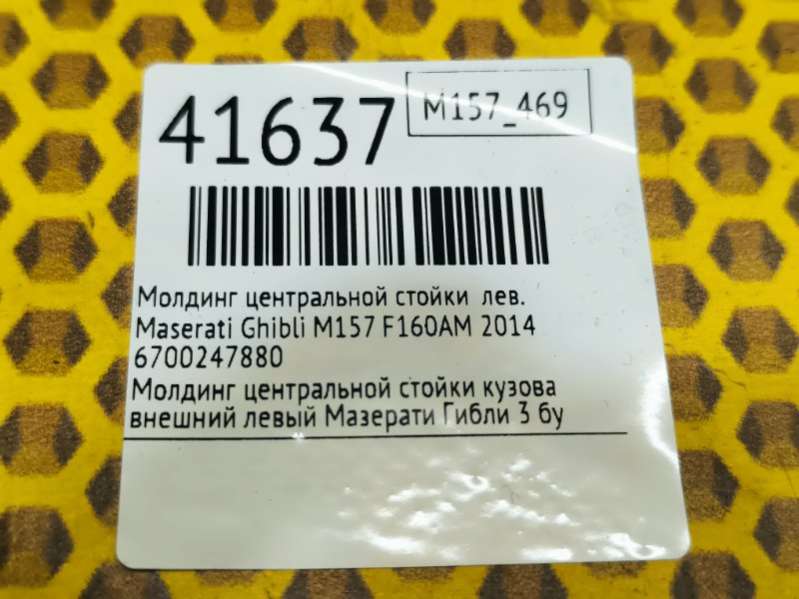 41637
M157_469
Молдинг центральной стойки лев.
Maserati Ghibli M157 F160AM 2014
6700247880
Молдинг центральной стойки кузова
внешний левый Мазерати Гибли 3 бу